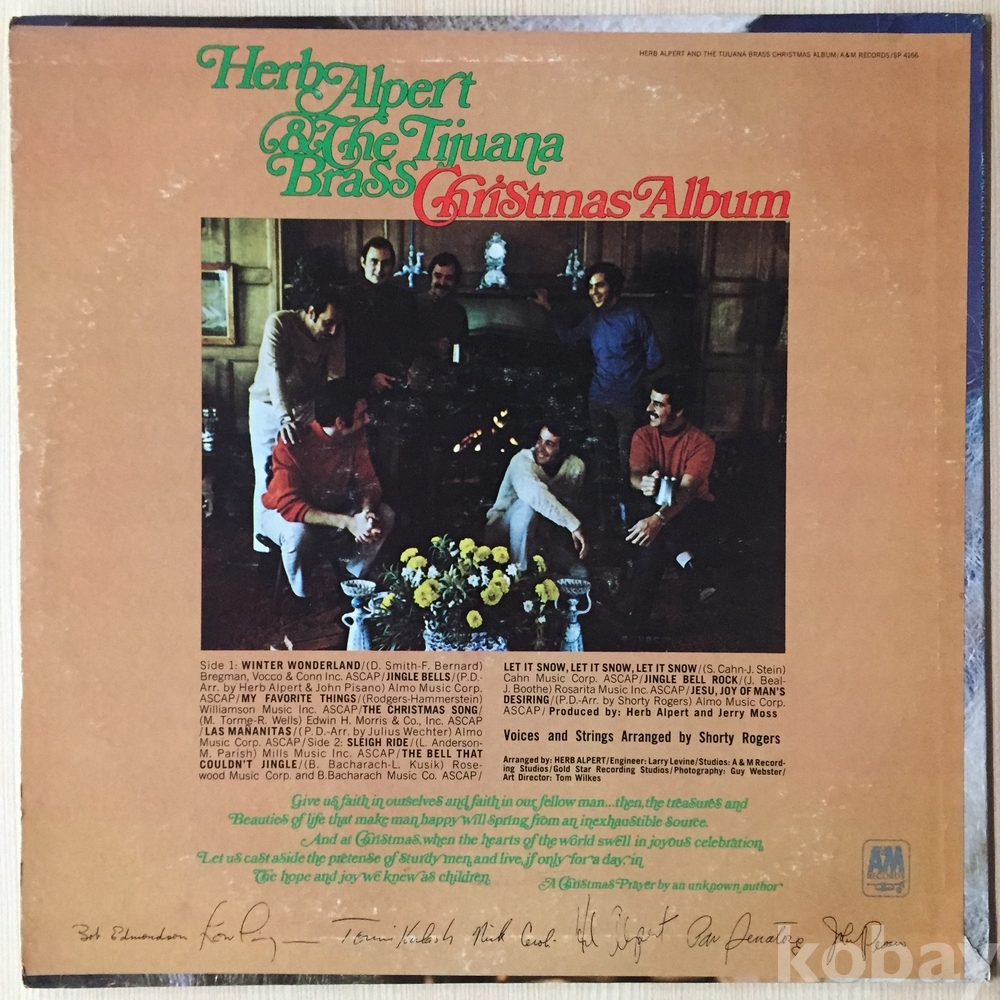 HERB ALPERT AND THE TIJUANA BRASS CHRISTMAS ALBUM/A&M RECORDS/SP 4166
Herb Alpert
& The Tijuana
Brass Christmas Album
Side 1: WINTER WONDERLAND/(D. Smith-F. Bernard)
Bregman, Vocco & Conn Inc. ASCAP/JINGLE BELLS/(P.D.-
Arr. by Herb Alpert & John Pisano) Almo Music Corp.
ASCAP/MY FAVORITE THINGS/(Rodgers-Hammerstein)
Williamson Music Inc. ASCAP/THE CHRISTMAS SONG/
(M. Torme-R. Wells) Edwin H. Morris & Co., Inc. ASCAP
/LAS MAÑANITAS/(P.D.-Arr. by Julius Wechter) Almo
Music Corp. ASCAP/Side 2: SLEIGH RIDE/(L. Anderson-
M. Parish) Mills Music Inc. ASCAP/THE BELL THAT
COULDN'T JINGLE/(B. Bacharach-L. Kusik) Rose-
wood Music Corp. and B.Bacharach Music Co. ASCAP/
LET IT SNOW, LET IT SNOW, LET IT SNOW/(S. Cahn-J. Stein)
Cahn Music Corp. ASCAP/JINGLE BELL ROCK/(J. Beal-
J. Boothe) Rosarita Music Inc. ASCAP/JESU, JOY OF MAN'S
DESIRING/(P.D.-Arr. by Shorty Rogers) Almo Music Corp.
ASCAP/Produced by: Herb Alpert and Jerry Moss
Voices and Strings Arranged by Shorty Rogers
Arranged by: HERB ALPERT/Engineer: Larry Levine/Studios: A & M Record-
ing Studios/Gold Star Recording Studios/Photography: Guy Webster/
Art Director: Tom Wilkes
Give us faith in ourselves and faith in our fellow man...then, the treasures and
Beauties of life that make man happy will spring from an inexhaustible source.
And at Christmas, when the hearts of the world swell in joyous celebration,
Let us cast aside the pretense of sturdy men, and live, if only for a day, in
The hope and joy we knew as children.
A Christmas Prayer by an unknown author
AM
RECORDS
Bob Edmondson Lou Pag Tonni Kalash Nick Ceroli Herb Alpert Pat Senatore John Pisano
kobay